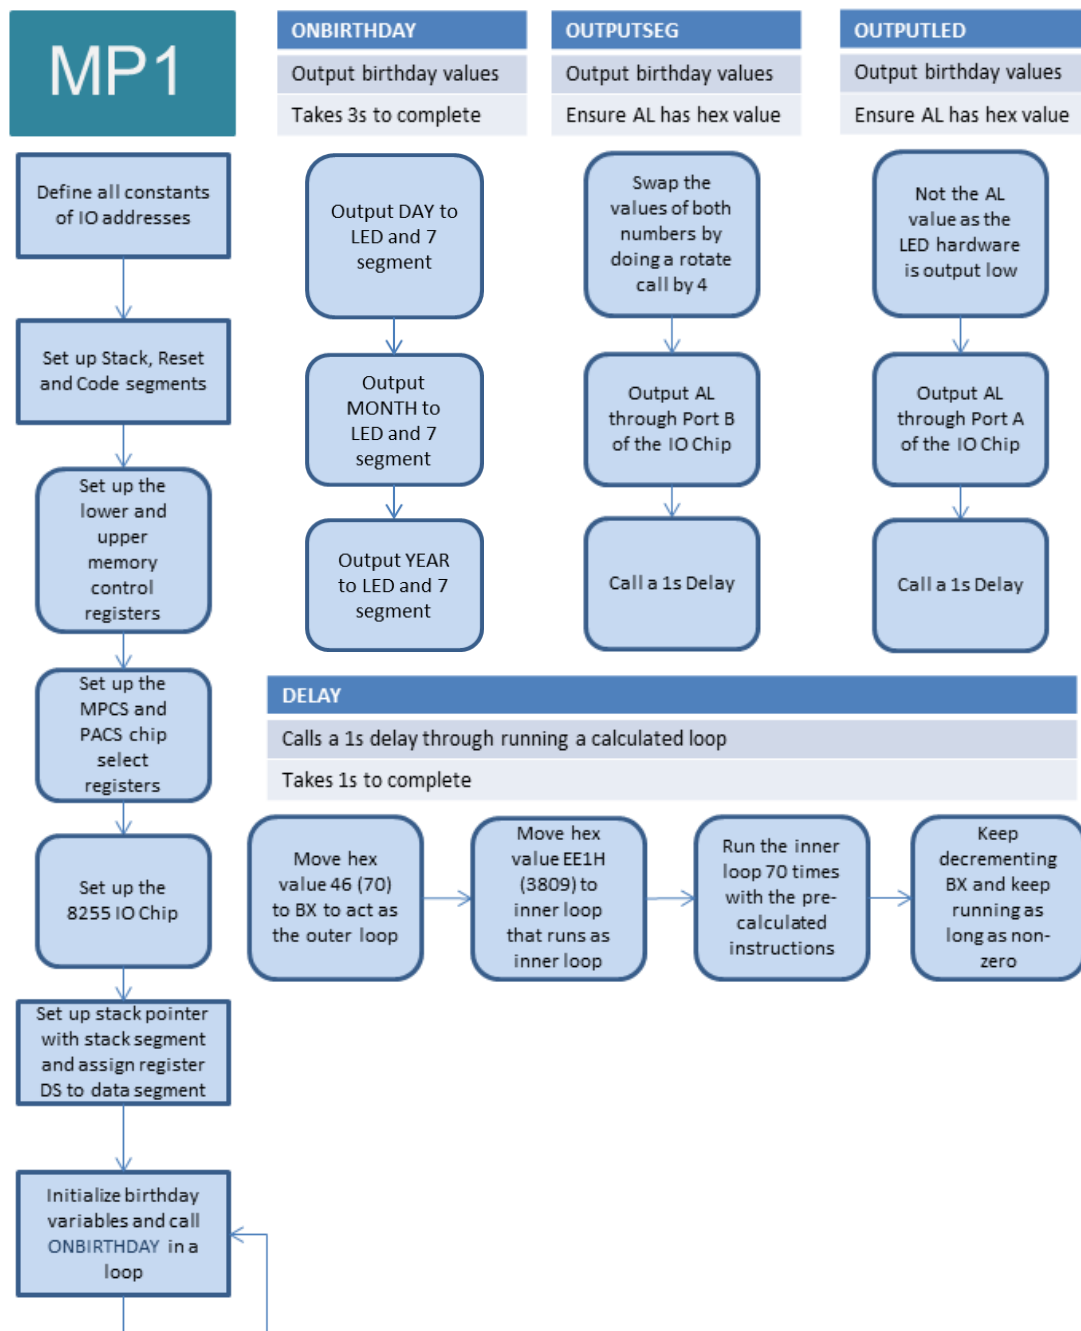 MP1
Define all constants
of IO addresses
Set up Stack, Reset
and Code segments
Set up the
lower and
upper
memory
control
registers
Set up the
MPCS and
PACS chip
select
registers
Set up the
8255 IO Chip
Set up stack pointer
with stack segment
and assign register
DS to data segment
Initialize birthday
variables and call
ONBIRTHDAY in a
loop
ONBIRTHDAY
Output birthday values
Takes 3s to complete
Output DAY to
LED and 7
segment
Output
MONTH to
LED and 7
segment
Output YEAR
to LED and 7
segment
OUTPUTSEG
Output birthday values
Ensure AL has hex value
Swap the
values of both
numbers by
doing a rotate
call by 4
Output AL
through Port B
of the IO Chip
Call a 1s Delay
OUTPUTLED
Output birthday values
Ensure AL has hex value
Not the AL
value as the
LED hardware
is output low
Output AL
through Port A
of the IO Chip
Call a 1s Delay
DELAY
Calls a 1s delay through running a calculated loop
Takes 1s to complete
Move hex
value 46 (70)
to BX to act as
the outer loop
Move hex
value EE1H
(3809) to
inner loop
that runs as
inner loop
Run the inner
loop 70 times
with the pre-
calculated
instructions
Keep
decrementing
BX and keep
running as
long as non-
zero